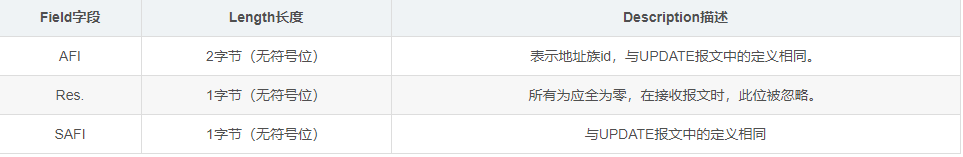 Field字段 Length长度 Description描述
AFI 2字节（无符号位） 表示地址族id，与UPDATE报文中的定义相同。
Res. 1字节（无符号位） 所有为应全为零，在接收报文时，此位被忽略。
SAFI 1字节（无符号位） 与UPDATE报文中的定义相同